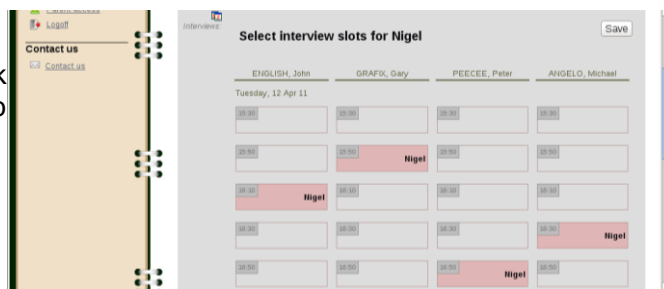 Logoff
Contact us
Contact us
Interviews:
Select interview slots for Nigel
Save
ENGLISH, John
GRAFIX, Gary
PEECEE, Peter
ANGELO, Michael
Tuesday, 12 Apr 11
15:30 15:30 15:30 15:30
15:50 15:50 Nigel 15:50 15:50
16:10 Nigel 16:10 16:10 16:10
16:30 16:30 16:30 16:30 Nigel
16:50 16:50 16:50 Nigel 16:50